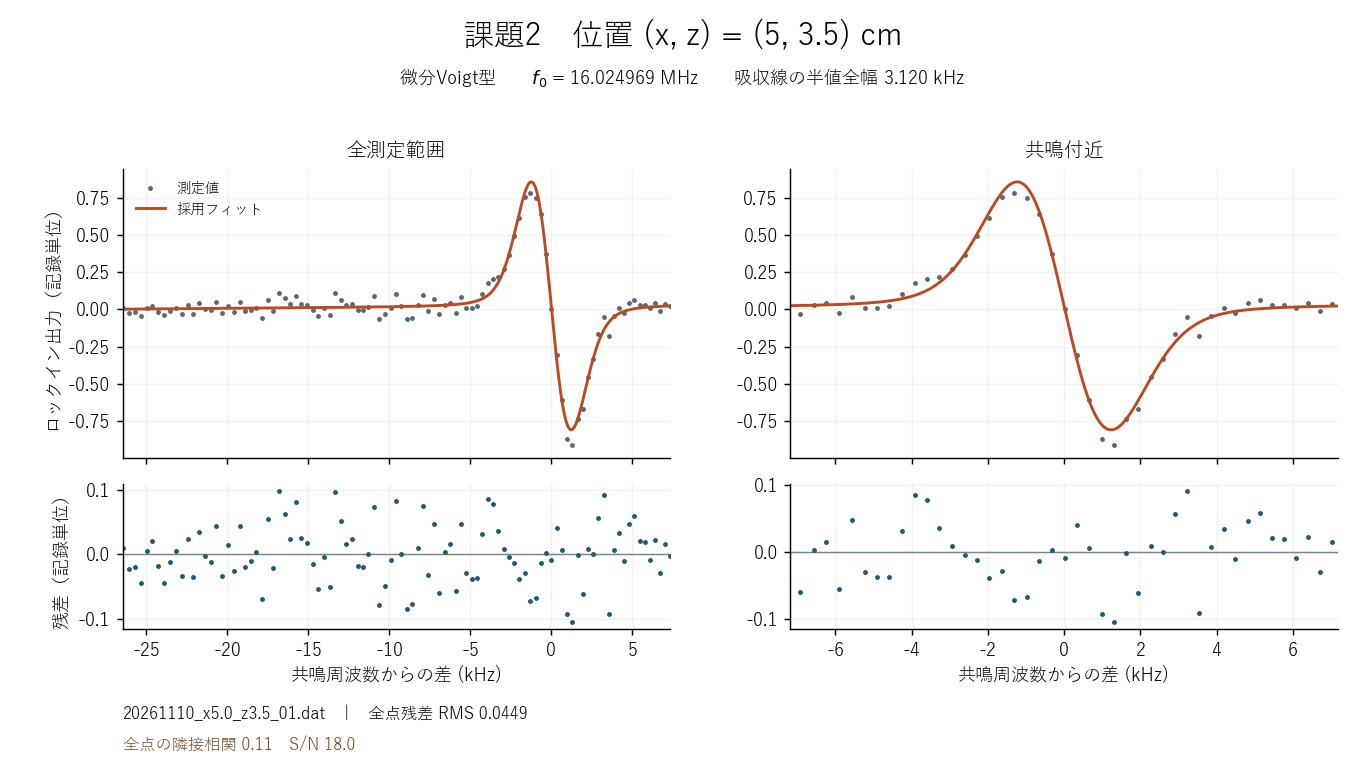 課題2　位置 (x, z) = (5, 3.5) cm
微分Voigt型　　f0 = 16.024969 MHz　　吸収線の半値全幅 3.120 kHz
全測定範囲
測定値
採用フィット
ロックイン出力（記録単位）
0.75
0.50
0.25
0.00
-0.25
-0.50
-0.75
共鳴付近
0.75
0.50
0.25
0.00
-0.25
-0.50
-0.75
残差（記録単位）
0.1
0.0
-0.1
-25 -20 -15 -10 -5 0 5
共鳴周波数からの差 (kHz)
0.1
0.0
-0.1
-6 -4 -2 0 2 4 6
共鳴周波数からの差 (kHz)
20261110_x5.0_z3.5_01.dat　|　全点残差 RMS 0.0449
全点の隣接相関 0.11　S/N 18.0